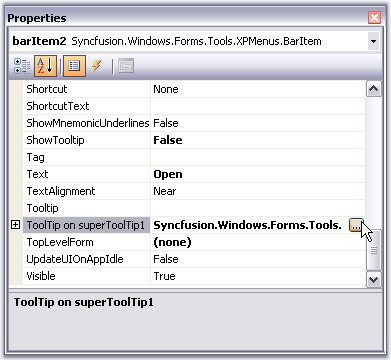 Properties
barItem2 Syncfusion.Windows.Forms.Tools.XPMenus.BarItem
A Z
Shortcut None
ShortcutText
ShowMnemonicUnderlines False
ShowTooltip False
Tag
Text Open
TextAlignment Near
Tooltip
ToolTip on superToolTip1 Syncfusion.Windows.Forms.Tools. ...
TopLevelForm (none)
UpdateUIOnAppIdle False
Visible True
ToolTip on superToolTip1